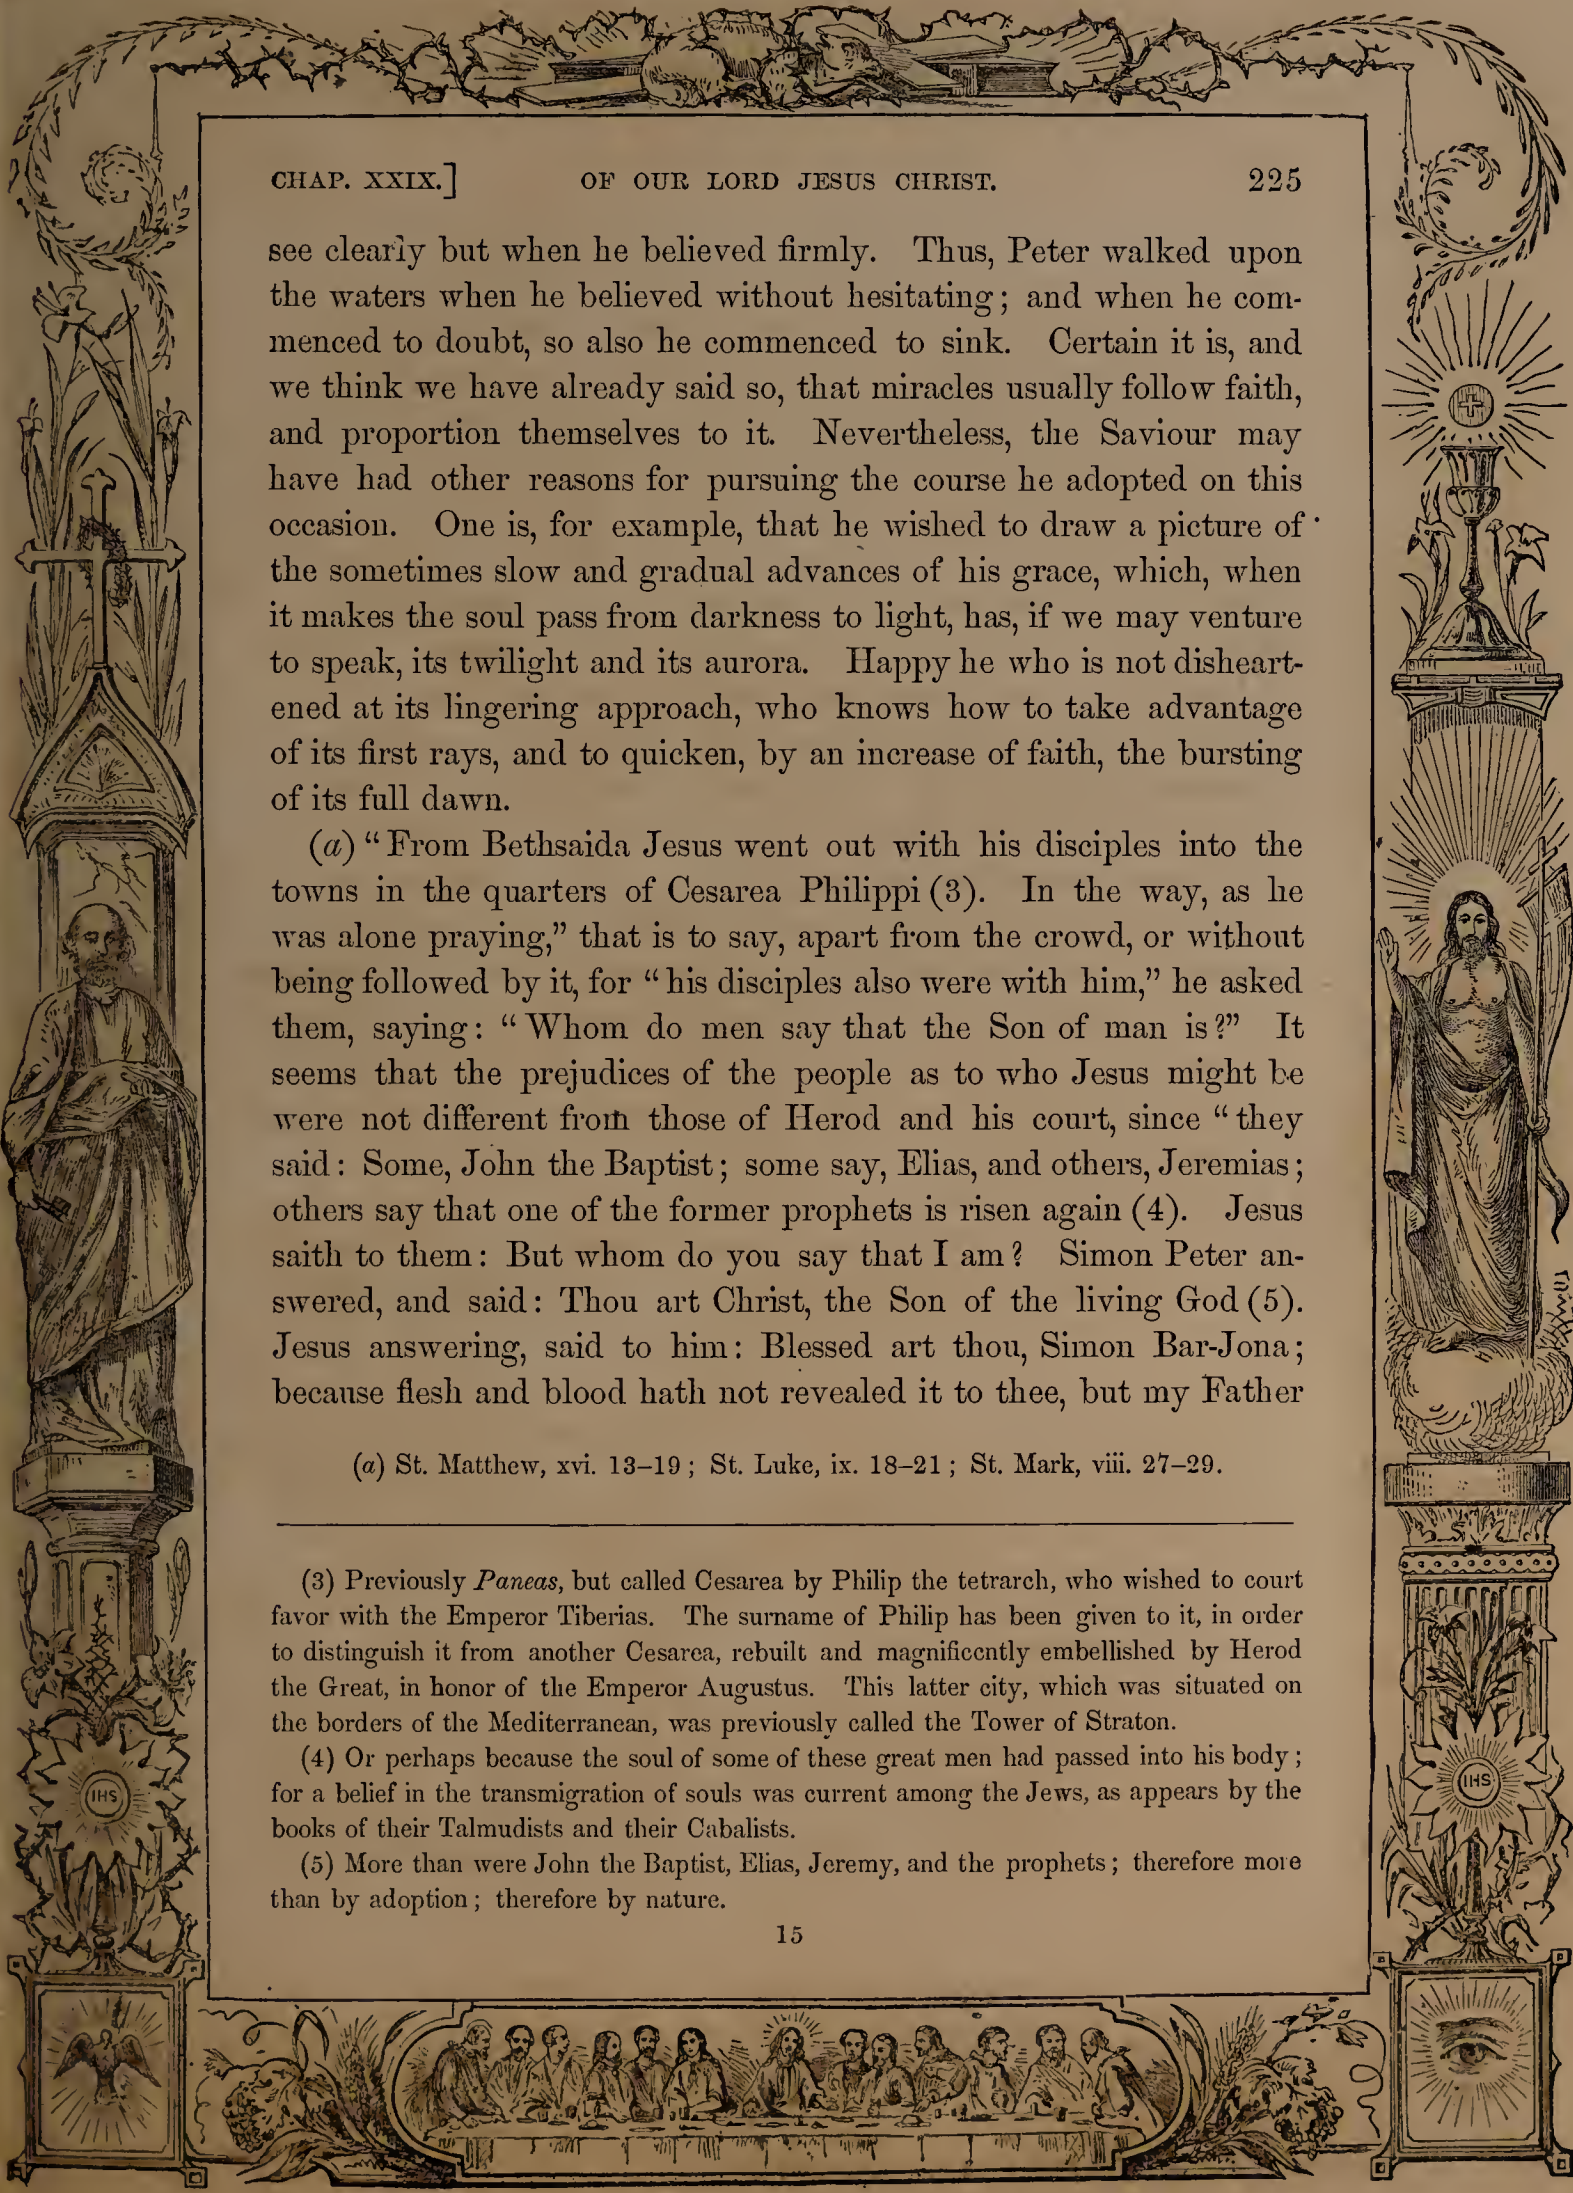 CHAP. XXIX.] OF OUR LORD JESUS CHRIST. 225
see clearly but when he believed firmly. Thus, Peter walked upon
the waters when he believed without hesitating; and when he com-
menced to doubt, so also he commenced to sink. Certain it is, and
we think we have already said so, that miracles usually follow faith,
and proportion themselves to it. Nevertheless, the Saviour may
have had other reasons for pursuing the course he adopted on this
occasion. One is, for example, that he wished to draw a picture of
the sometimes slow and gradual advances of his grace, which, when
it makes the soul pass from darkness to light, has, if we may venture
to speak, its twilight and its aurora. Happy he who is not disheart-
ened at its lingering approach, who knows how to take advantage
of its first rays, and to quicken, by an increase of faith, the bursting
of its full dawn.
(a) “From Bethsaida Jesus went out with his disciples into the
towns in the quarters of Cesarea Philippi (3). In the way, as he
was alone praying,” that is to say, apart from the crowd, or without
being followed by it, for “his disciples also were with him,” he asked
them, saying: “Whom do men say that the Son of man is?” It
seems that the prejudices of the people as to who Jesus might be
were not different from those of Herod and his court, since “they
said: Some, John the Baptist; some say, Elias, and others, Jeremias;
others say that one of the former prophets is risen again (4). Jesus
saith to them: But whom do you say that I am? Simon Peter an-
swered, and said: Thou art Christ, the Son of the living God (5).
Jesus answering, said to him: Blessed art thou, Simon Bar-Jona;
because flesh and blood hath not revealed it to thee, but my Father
(a) St. Matthew, xvi. 13–19; St. Luke, ix. 18–21; St. Mark, viii. 27–29.
(3) Previously Paneas, but called Cesarea by Philip the tetrarch, who wished to court
favor with the Emperor Tiberias. The surname of Philip has been given to it, in order
to distinguish it from another Cesarea, rebuilt and magnificently embellished by Herod
the Great, in honor of the Emperor Augustus. This latter city, which was situated on
the borders of the Mediterranean, was previously called the Tower of Straton.
(4) Or perhaps because the soul of some of these great men had passed into his body;
for a belief in the transmigration of souls was current among the Jews, as appears by the
books of their Talmudists and their Cabalists.
(5) More than were John the Baptist, Elias, Jeremy, and the prophets; therefore more
than by adoption; therefore by nature.
15
IHS
IHS